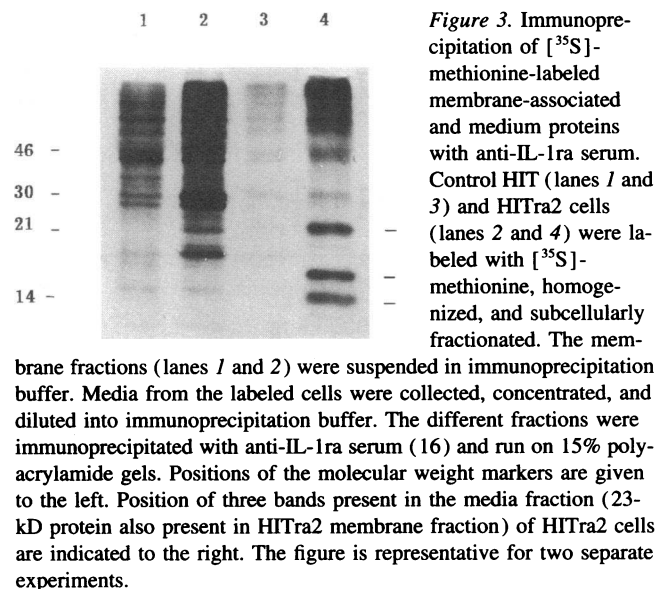 1 2 3 4
46 –
30 –
21 –
14 –
Figure 3. Immunopre-
cipitation of [³⁵S]-
methionine-labeled
membrane-associated
and medium proteins
with anti-IL-1ra serum.
Control HIT (lanes 1 and
3) and HITra2 cells
(lanes 2 and 4) were la-
beled with [³⁵S]-
methionine, homoge-
nized, and subcellularly
fractionated. The mem-
brane fractions (lanes 1 and 2) were suspended in immunoprecipitation
buffer. Media from the labeled cells were collected, concentrated, and
diluted into immunoprecipitation buffer. The different fractions were
immunoprecipitated with anti-IL-1ra serum (16) and run on 15% poly-
acrylamide gels. Positions of the molecular weight markers are given
to the left. Position of three bands present in the media fraction (23-
kD protein also present in HITra2 membrane fraction) of HITra2 cells
are indicated to the right. The figure is representative for two separate
experiments.